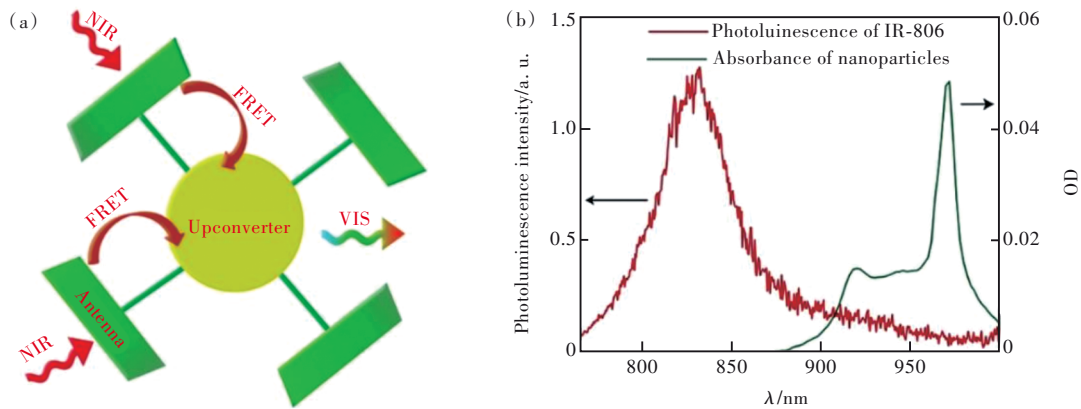 (a)
NIR
FRET
FRET
Upconverter
VIS
Antenna
NIR
(b)
Photoluinescence of IR-806
Absorbance of nanoparticles
Photoluminescence intensity/a. u.
1.5
1.0
0.5
0
0.06
0.04
0.02
0
OD
800 850 900 950
λ/nm